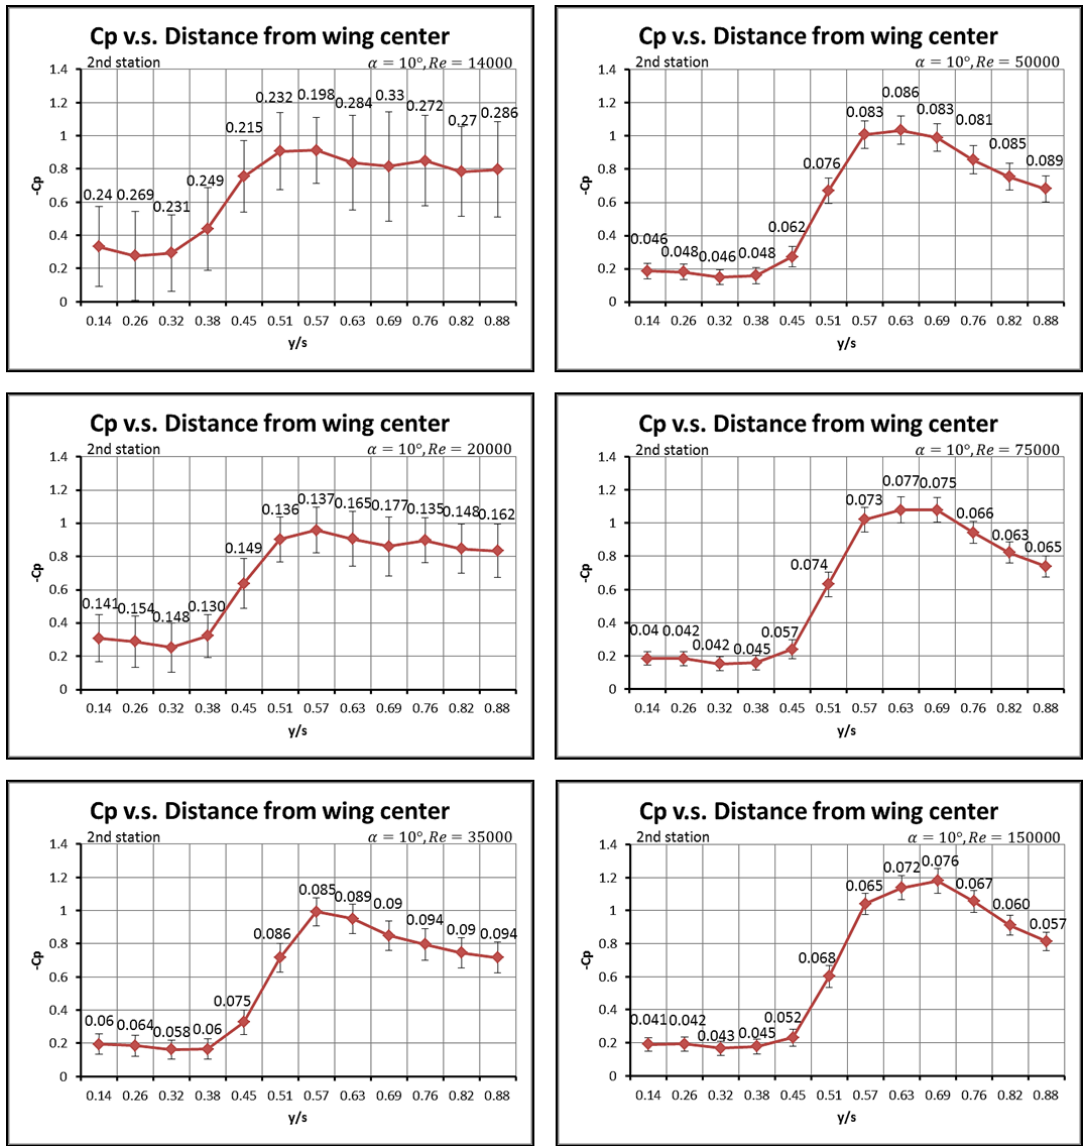 Cp v.s. Distance from wing center
2nd station
α = 10°, Re = 14000
1.4
1.2
1
0.8
0.6
0.4
0.2
0
-Cp
0.24 0.269 0.231 0.249 0.215 0.232 0.198 0.284 0.33 0.272 0.27 0.286
0.14 0.26 0.32 0.38 0.45 0.51 0.57 0.63 0.69 0.76 0.82 0.88
y/s
Cp v.s. Distance from wing center
2nd station
α = 10°, Re = 50000
1.4
1.2
1
0.8
0.6
0.4
0.2
0
-Cp
0.046 0.048 0.046 0.048 0.062 0.076 0.083 0.086 0.083 0.081 0.085 0.089
0.14 0.26 0.32 0.38 0.45 0.51 0.57 0.63 0.69 0.76 0.82 0.88
y/s
Cp v.s. Distance from wing center
2nd station
α = 10°, Re = 20000
1.4
1.2
1
0.8
0.6
0.4
0.2
0
-Cp
0.141 0.154 0.148 0.130 0.149 0.136 0.137 0.165 0.177 0.135 0.148 0.162
0.14 0.26 0.32 0.38 0.45 0.51 0.57 0.63 0.69 0.76 0.82 0.88
y/s
Cp v.s. Distance from wing center
2nd station
α = 10°, Re = 75000
1.4
1.2
1
0.8
0.6
0.4
0.2
0
-Cp
0.04 0.042 0.042 0.045 0.057 0.074 0.073 0.077 0.075 0.066 0.063 0.065
0.14 0.26 0.32 0.38 0.45 0.51 0.57 0.63 0.69 0.76 0.82 0.88
y/s
Cp v.s. Distance from wing center
2nd station
α = 10°, Re = 35000
1.4
1.2
1
0.8
0.6
0.4
0.2
0
-Cp
0.06 0.064 0.058 0.06 0.075 0.086 0.085 0.089 0.09 0.094 0.09 0.094
0.14 0.26 0.32 0.38 0.45 0.51 0.57 0.63 0.69 0.76 0.82 0.88
y/s
Cp v.s. Distance from wing center
2nd station
α = 10°, Re = 150000
1.4
1.2
1
0.8
0.6
0.4
0.2
0
-Cp
0.041 0.042 0.043 0.045 0.052 0.068 0.065 0.072 0.076 0.067 0.060 0.057
0.14 0.26 0.32 0.38 0.45 0.51 0.57 0.63 0.69 0.76 0.82 0.88
y/s